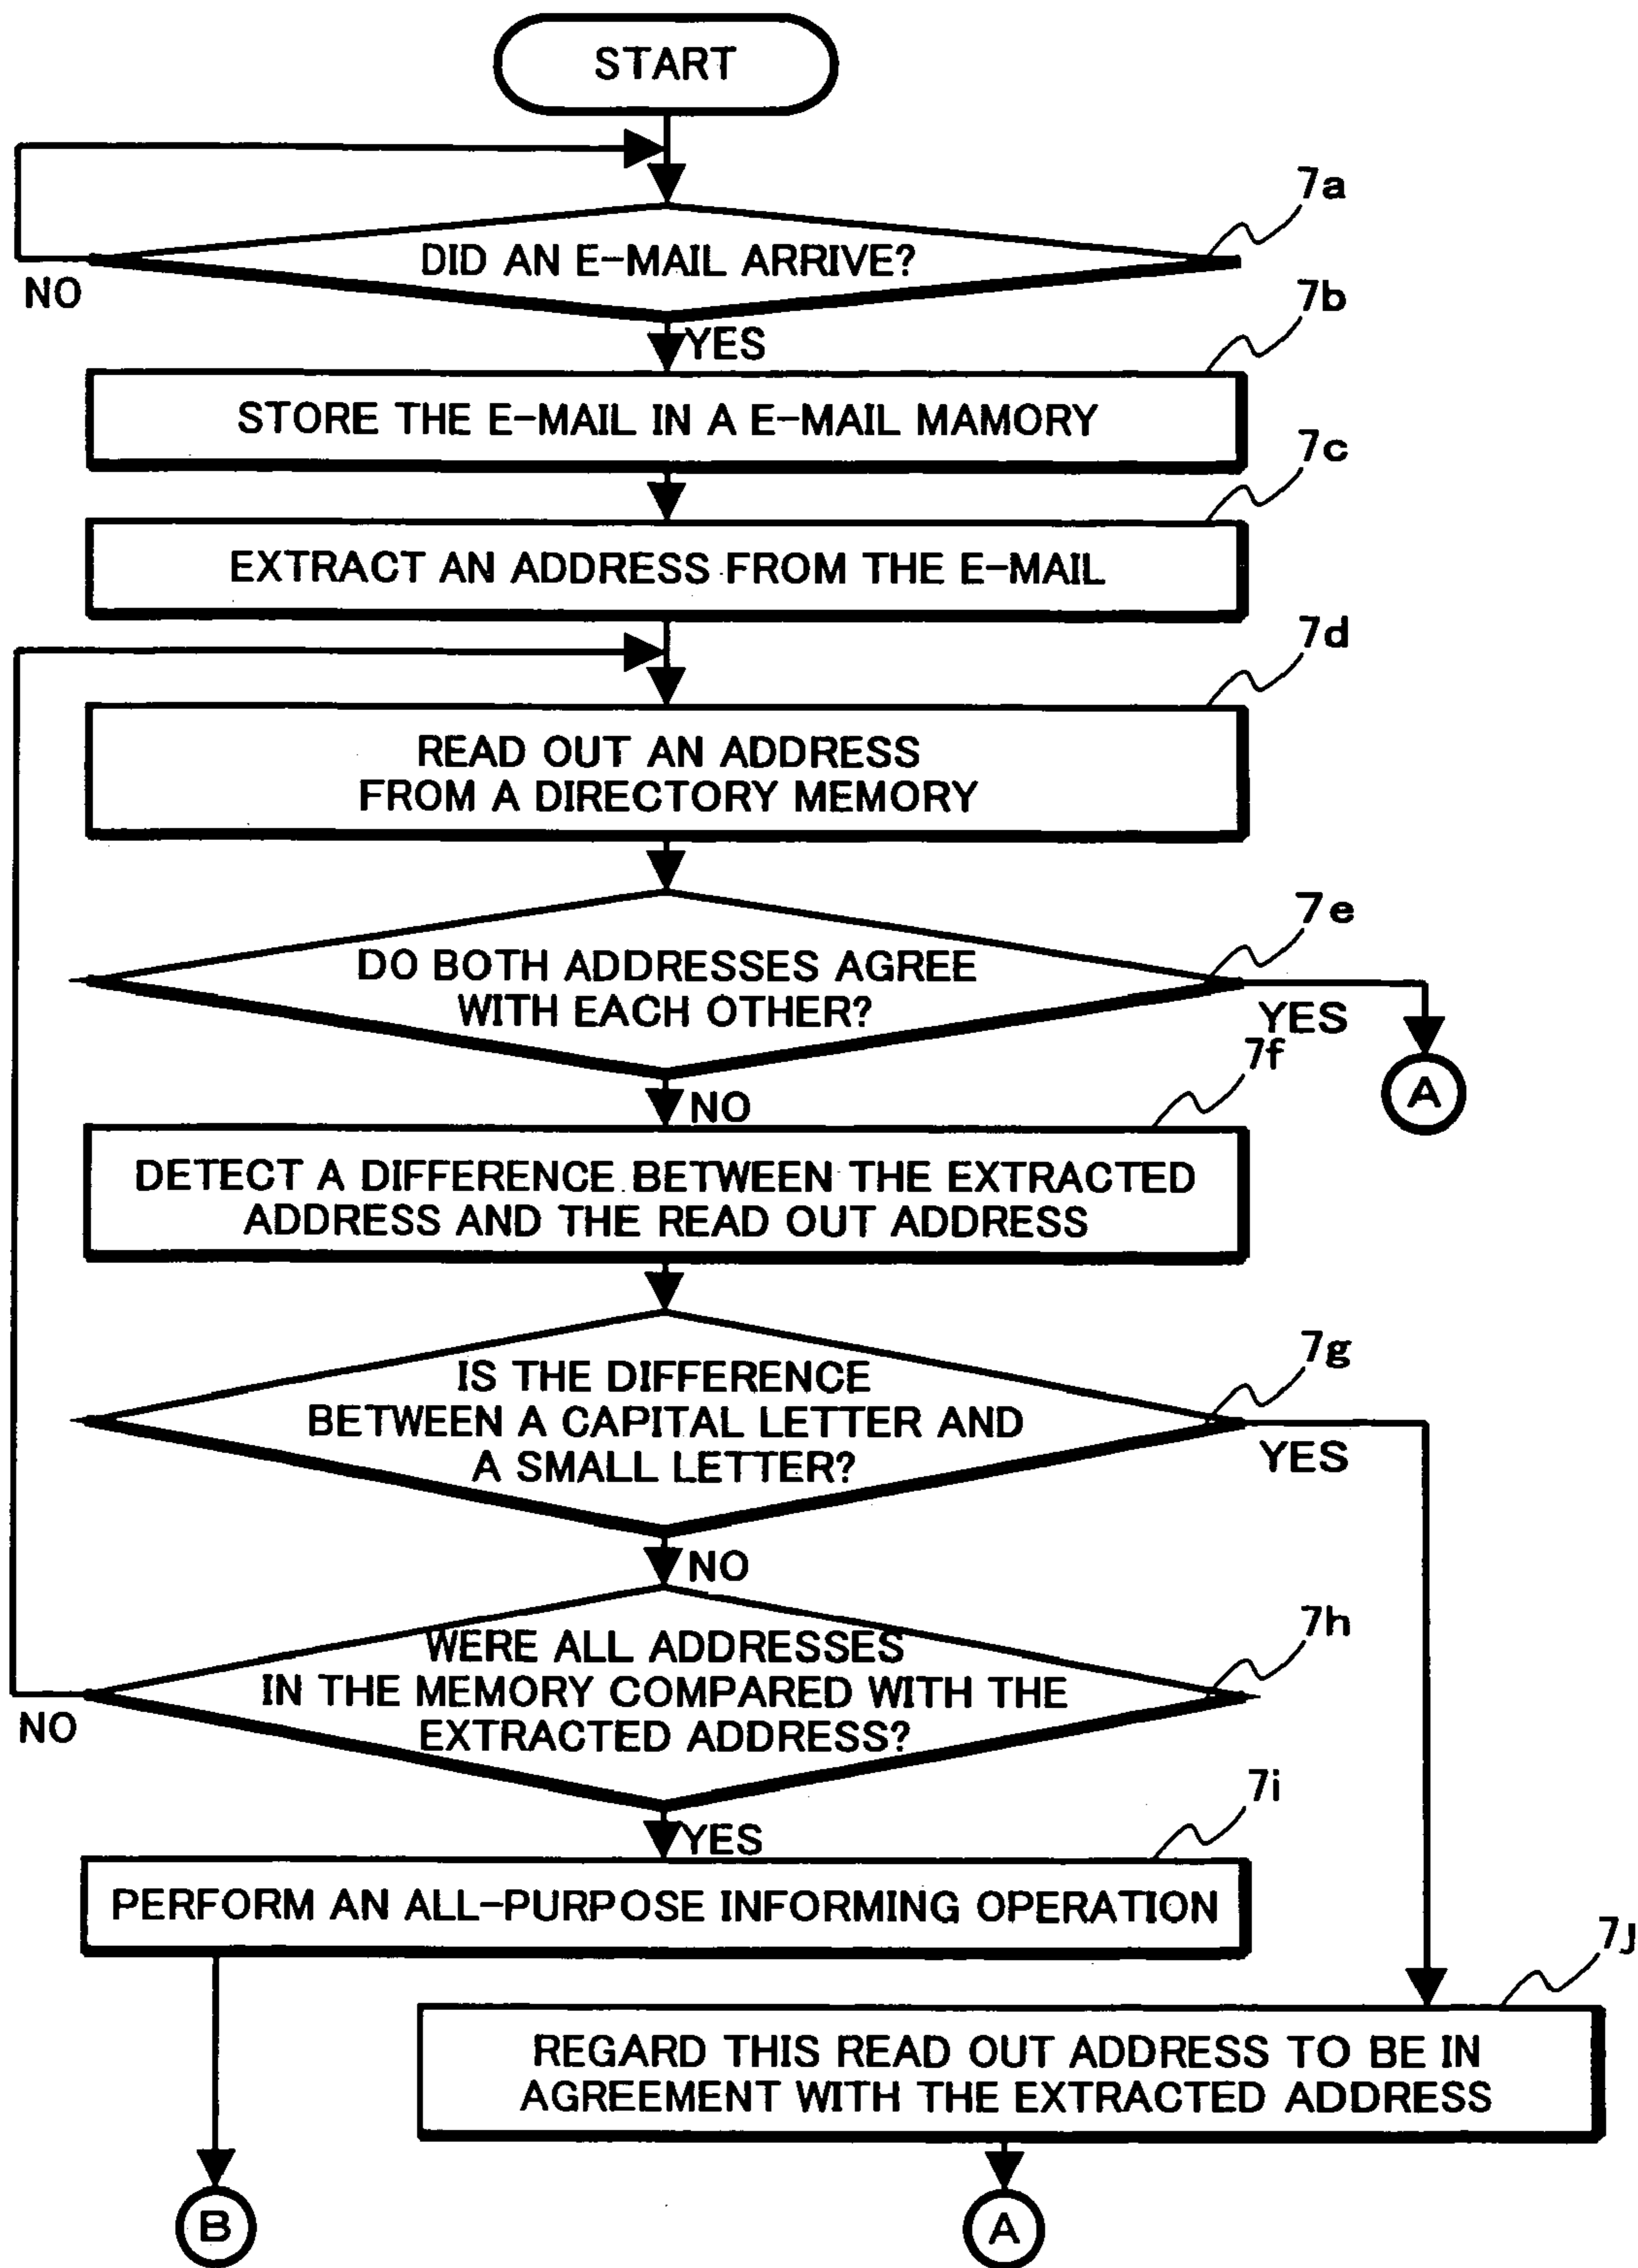 START
7a
DID AN E-MAIL ARRIVE?
NO
7b
YES
STORE THE E-MAIL IN A E-MAIL MAMORY
7c
EXTRACT AN ADDRESS FROM THE E-MAIL
7d
READ OUT AN ADDRESS
FROM A DIRECTORY MEMORY
7e
DO BOTH ADDRESSES AGREE
WITH EACH OTHER?
YES
7f
A
NO
DETECT A DIFFERENCE BETWEEN THE EXTRACTED
ADDRESS AND THE READ OUT ADDRESS
7g
IS THE DIFFERENCE
BETWEEN A CAPITAL LETTER AND
A SMALL LETTER?
YES
NO
7h
WERE ALL ADDRESSES
IN THE MEMORY COMPARED WITH THE
EXTRACTED ADDRESS?
NO
7i
YES
PERFORM AN ALL-PURPOSE INFORMING OPERATION
7j
REGARD THIS READ OUT ADDRESS TO BE IN
AGREEMENT WITH THE EXTRACTED ADDRESS
B
A